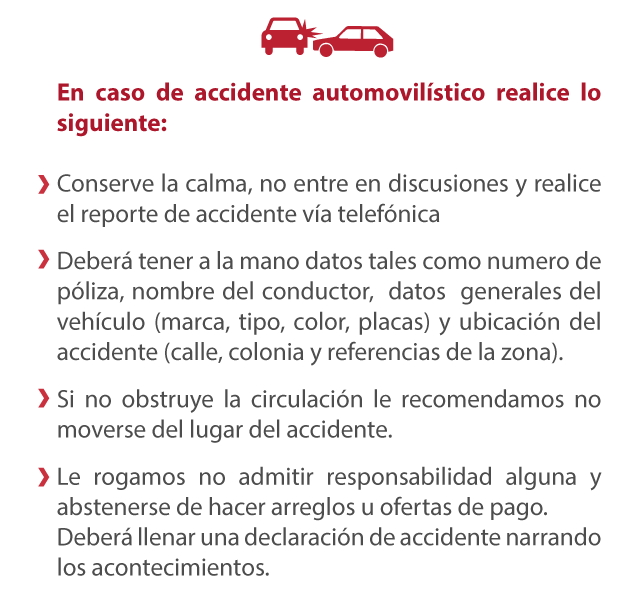 En caso de accidente automovilístico realice lo
siguiente:
Conserve la calma, no entre en discusiones y realice
el reporte de accidente vía telefónica
Deberá tener a la mano datos tales como numero de
póliza, nombre del conductor, datos generales del
vehículo (marca, tipo, color, placas) y ubicación del
accidente (calle, colonia y referencias de la zona).
Si no obstruye la circulación le recomendamos no
moverse del lugar del accidente.
Le rogamos no admitir responsabilidad alguna y
abstenerse de hacer arreglos u ofertas de pago.
Deberá llenar una declaración de accidente narrando
los acontecimientos.